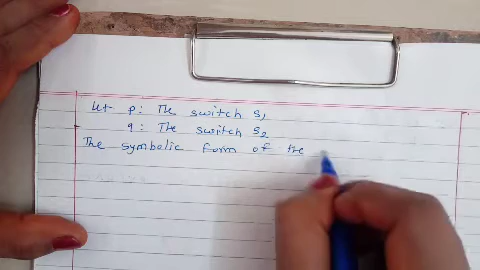 Let p: The switch S1
q: The switch S2
The symbolic form of the